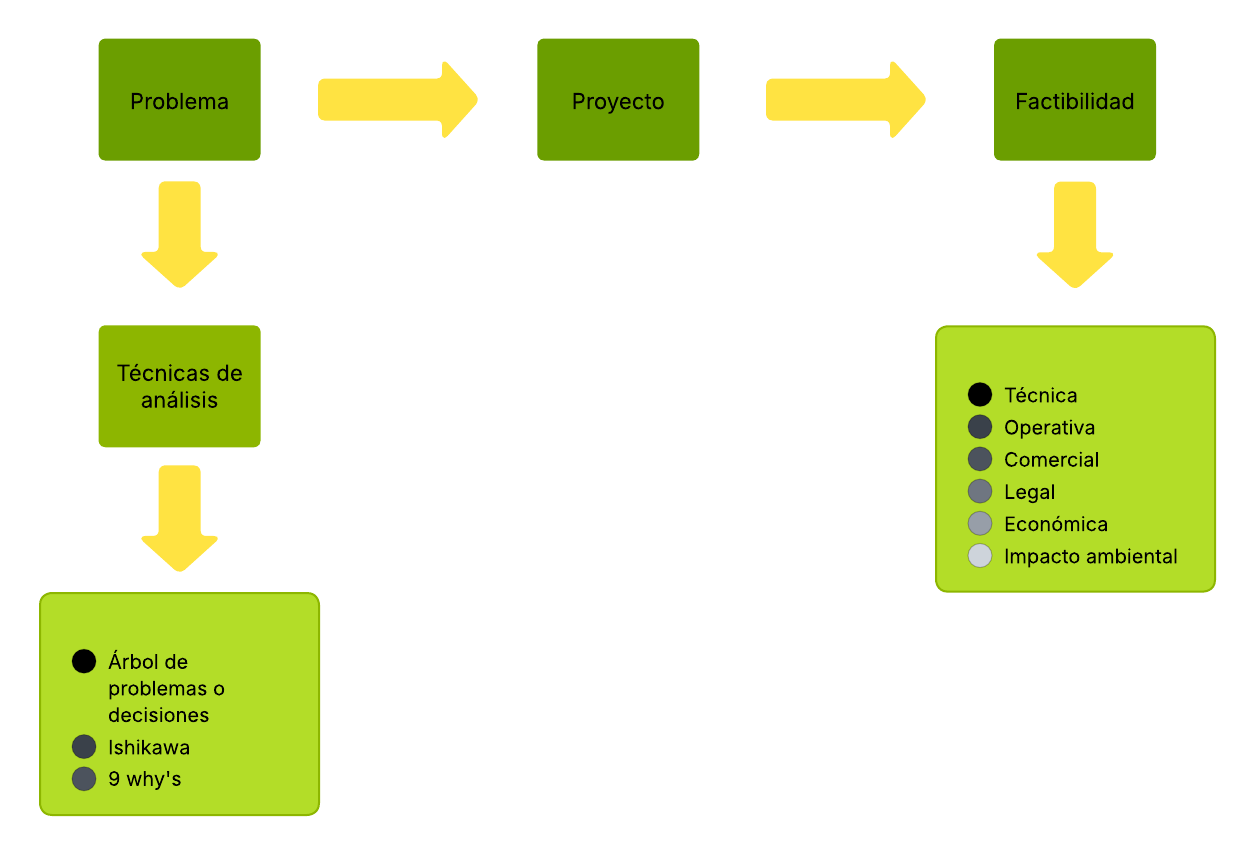 Problema
Proyecto
Factibilidad
Técnicas de
análisis
Técnica
Operativa
Comercial
Legal
Económica
Impacto ambiental
Árbol de
problemas o
decisiones
Ishikawa
9 why's